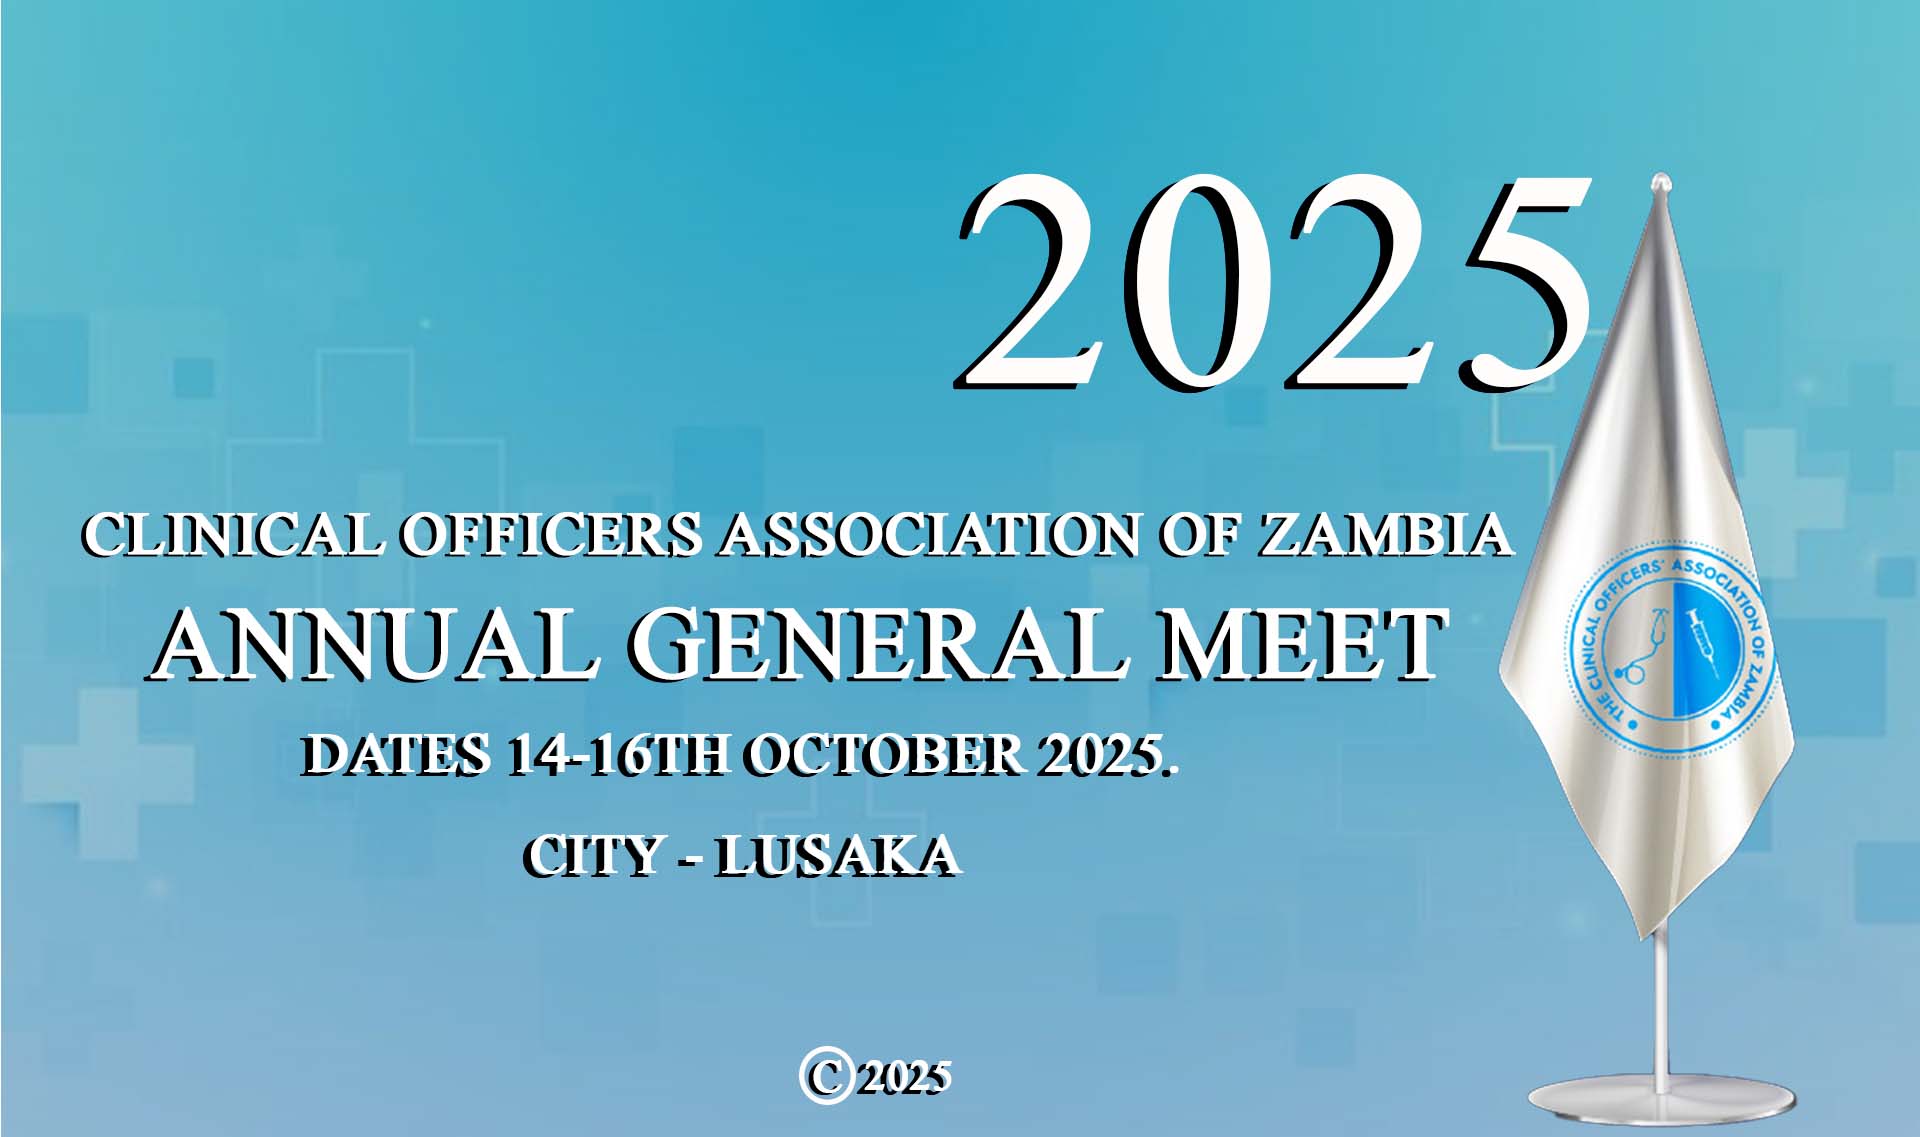 2025
CLINICAL OFFICERS ASSOCIATION OF ZAMBIA
ANNUAL GENERAL MEET
DATES 14-16TH OCTOBER 2025.
CITY - LUSAKA
THE CLINICAL OFFICERS' ASSOCIATION OF ZAMBIA
© 2025